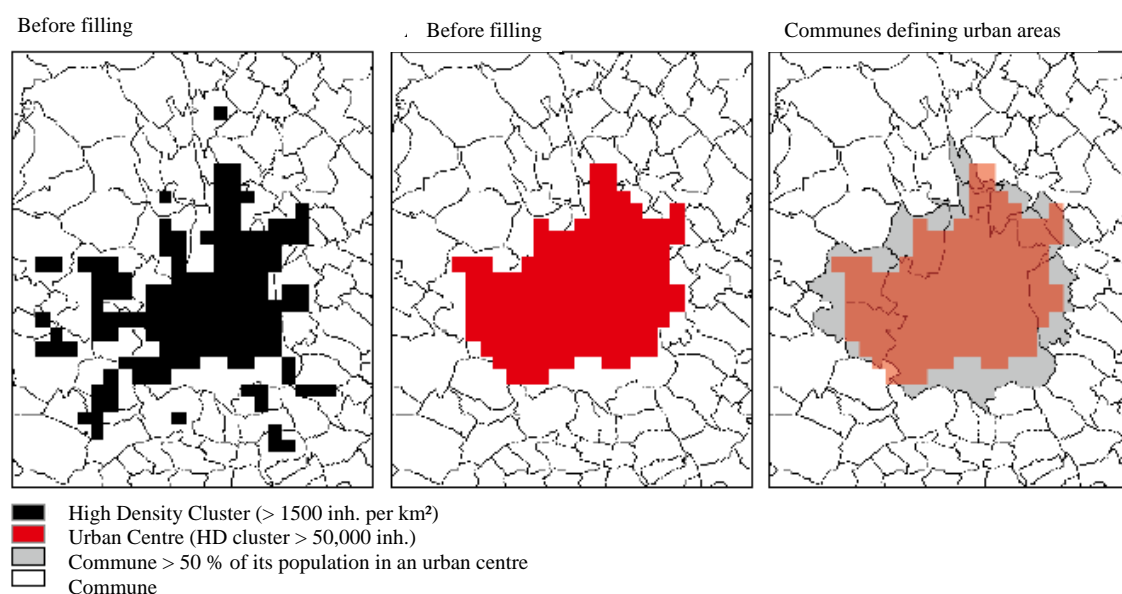 Before filling
Before filling
Communes defining urban areas
High Density Cluster (> 1500 inh. per km²)
Urban Centre (HD cluster > 50,000 inh.)
Commune > 50 % of its population in an urban centre
Commune